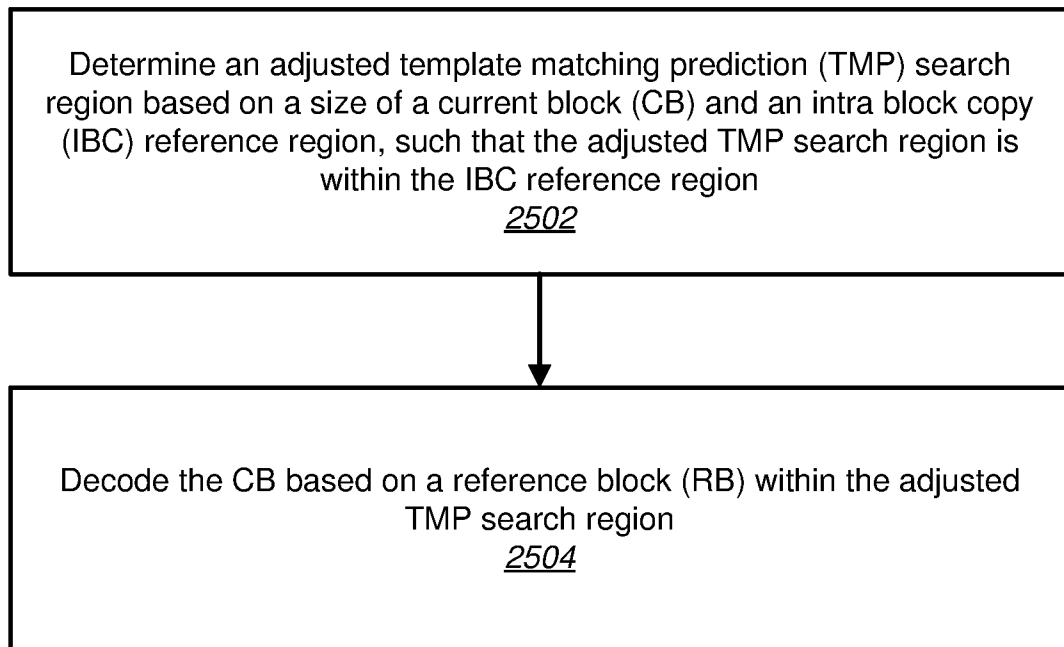 Determine an adjusted template matching prediction (TMP) search
region based on a size of a current block (CB) and an intra block copy
(IBC) reference region, such that the adjusted TMP search region is
within the IBC reference region
2502
Decode the CB based on a reference block (RB) within the adjusted
TMP search region
2504